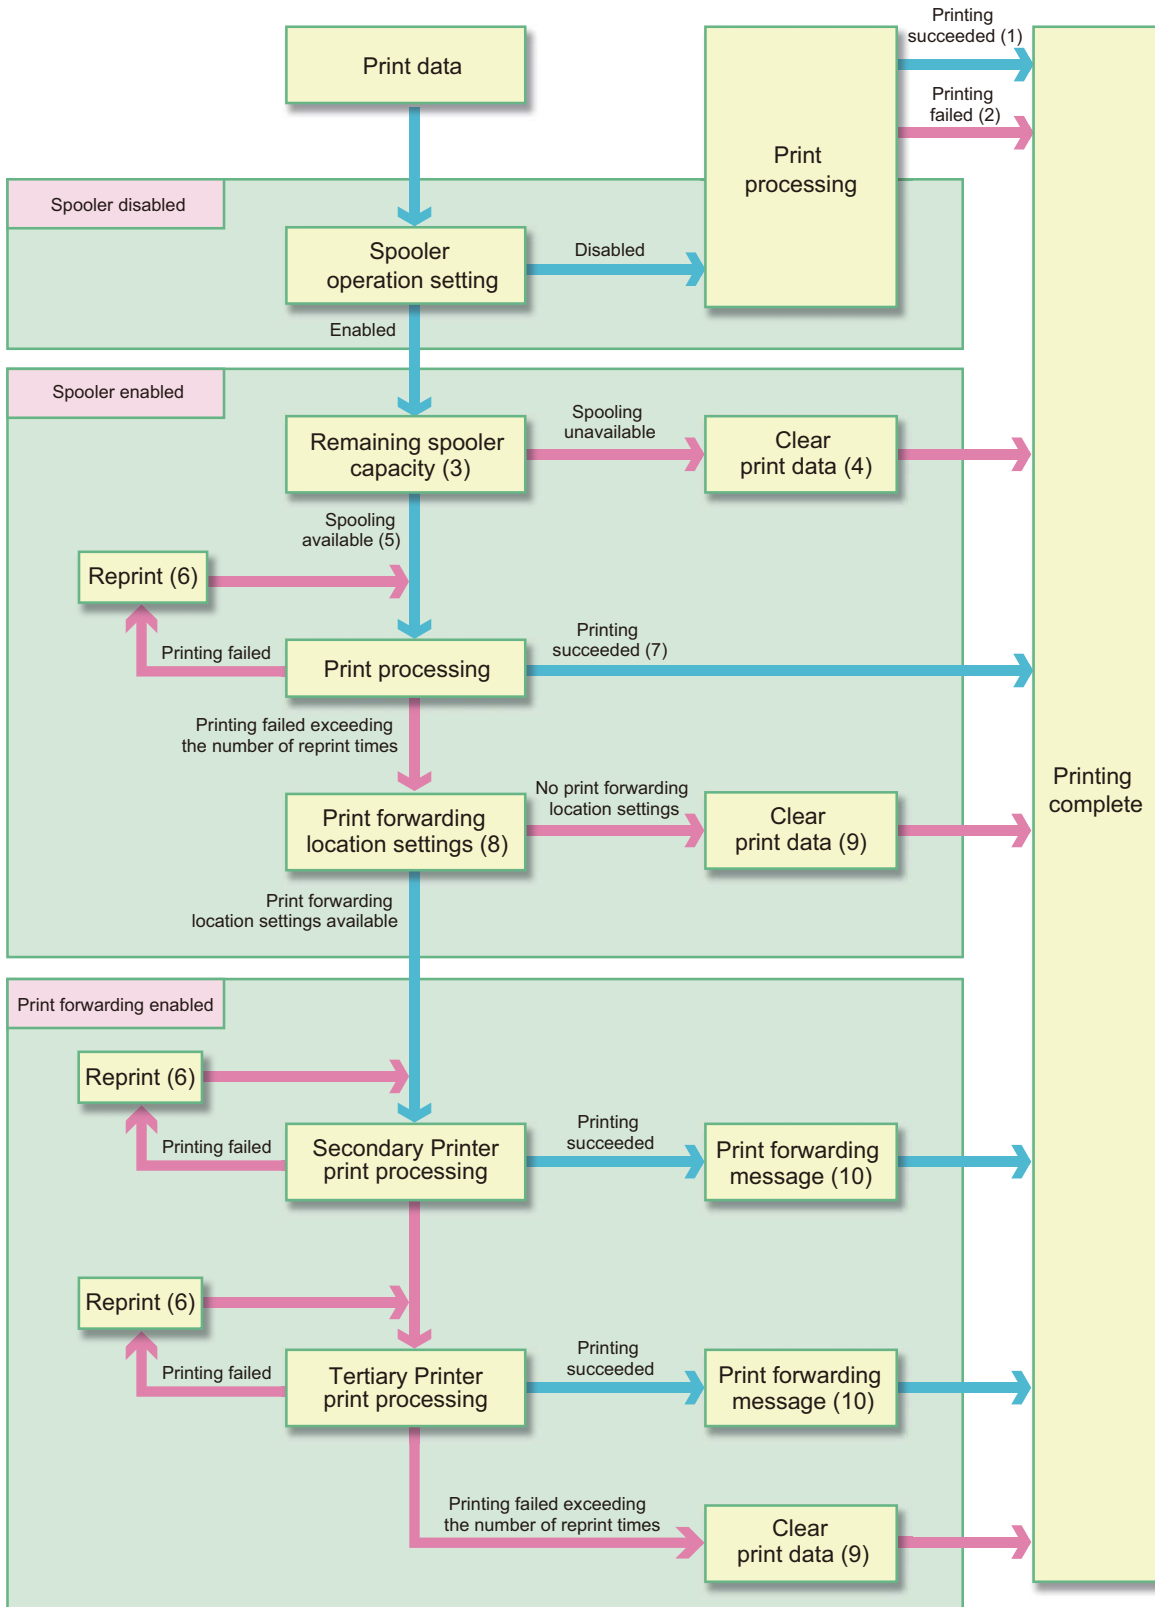 Print data
Printing
succeeded (1)
Printing
failed (2)
Print
processing
Spooler disabled
Spooler
operation setting
Disabled
Enabled
Spooler enabled
Remaining spooler
capacity (3)
Spooling
unavailable
Clear
print data (4)
Spooling
available (5)
Reprint (6)
Printing failed
Print processing
Printing
succeeded (7)
Printing failed exceeding
the number of reprint times
Print forwarding
location settings (8)
No print forwarding
location settings
Clear
print data (9)
Printing
complete
Print forwarding
location settings available
Print forwarding enabled
Reprint (6)
Printing failed
Secondary Printer
print processing
Printing
succeeded
Print forwarding
message (10)
Reprint (6)
Printing failed
Tertiary Printer
print processing
Printing
succeeded
Print forwarding
message (10)
Printing failed exceeding
the number of reprint times
Clear
print data (9)